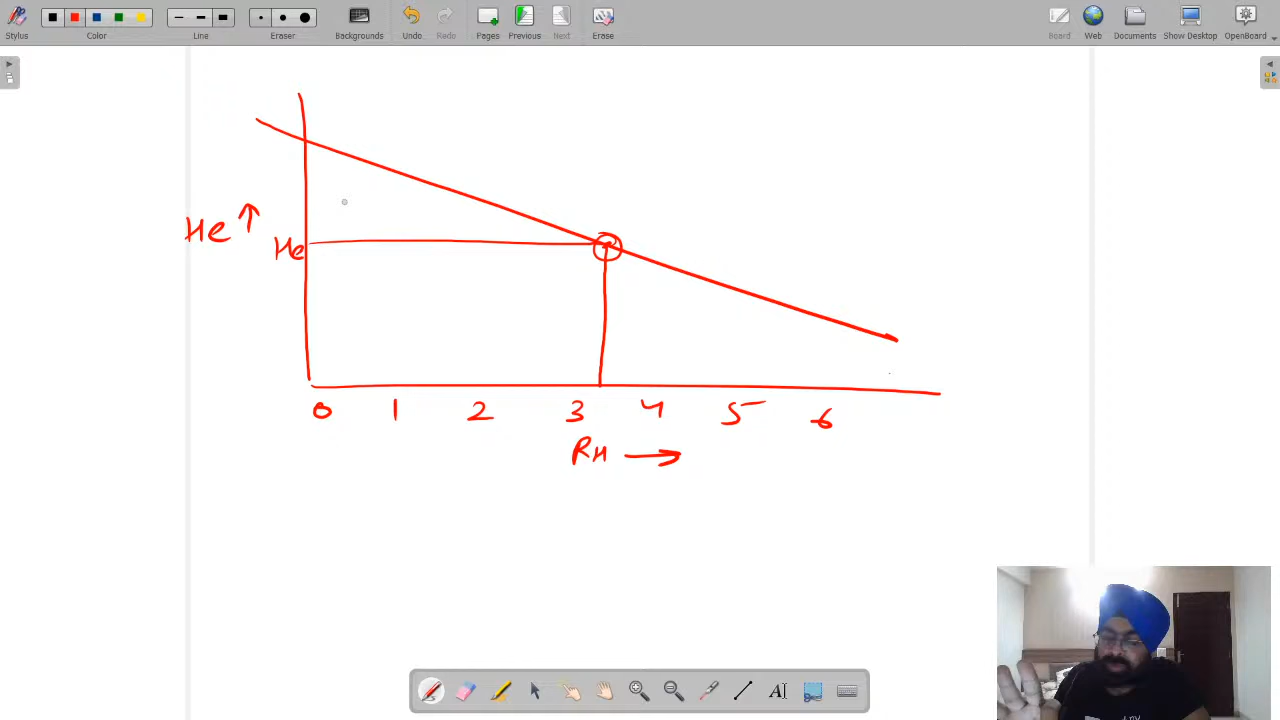 Stylus Color Line Eraser Backgrounds Undo Redo Pages Previous Next Erase Board Web Documents Show Desktop OpenBoard
He ↑
He
0 1 2 3 4 5 6
RH →
AI